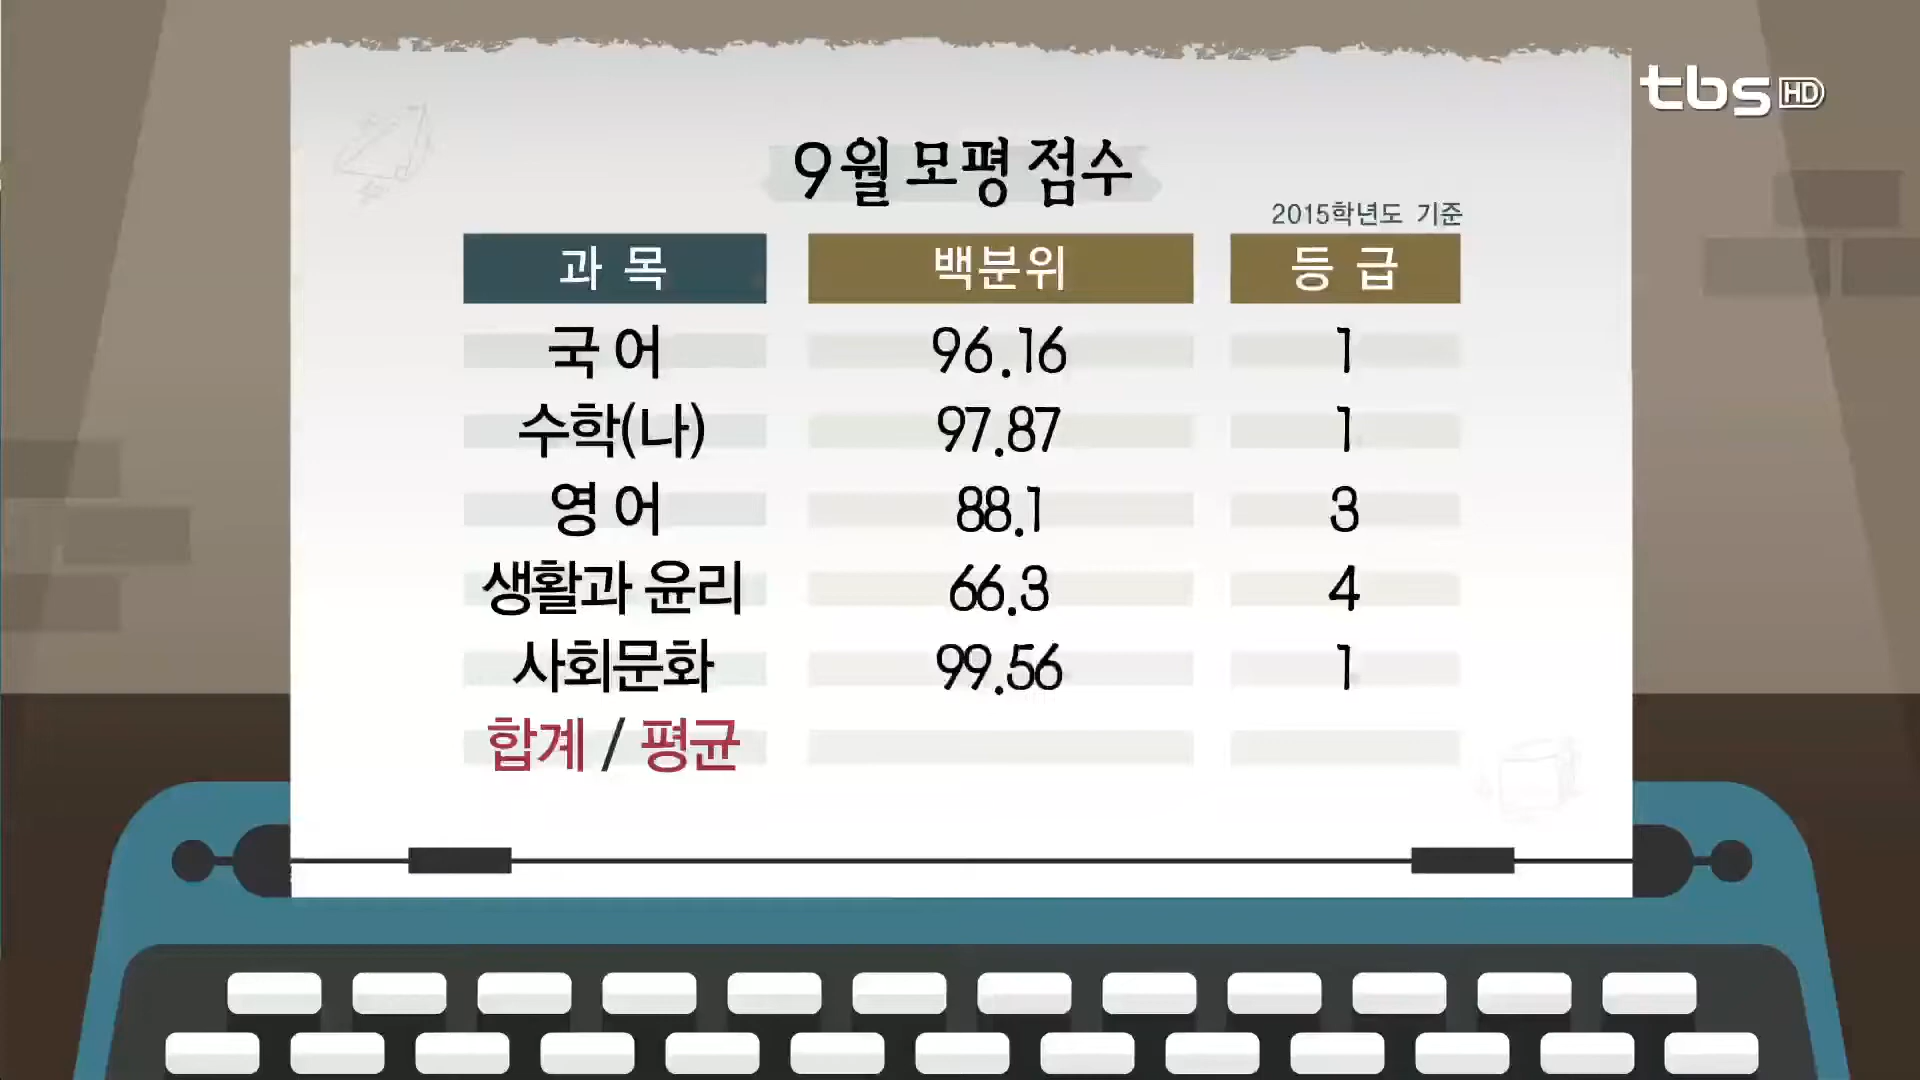 tbs HD
9월 모평 점수
2015학년도 기준
과 목 백분위 등 급
국 어 96.16 1
수학(나) 97.87 1
영 어 88.1 3
생활과 윤리 66.3 4
사회문화 99.56 1
합계 / 평균